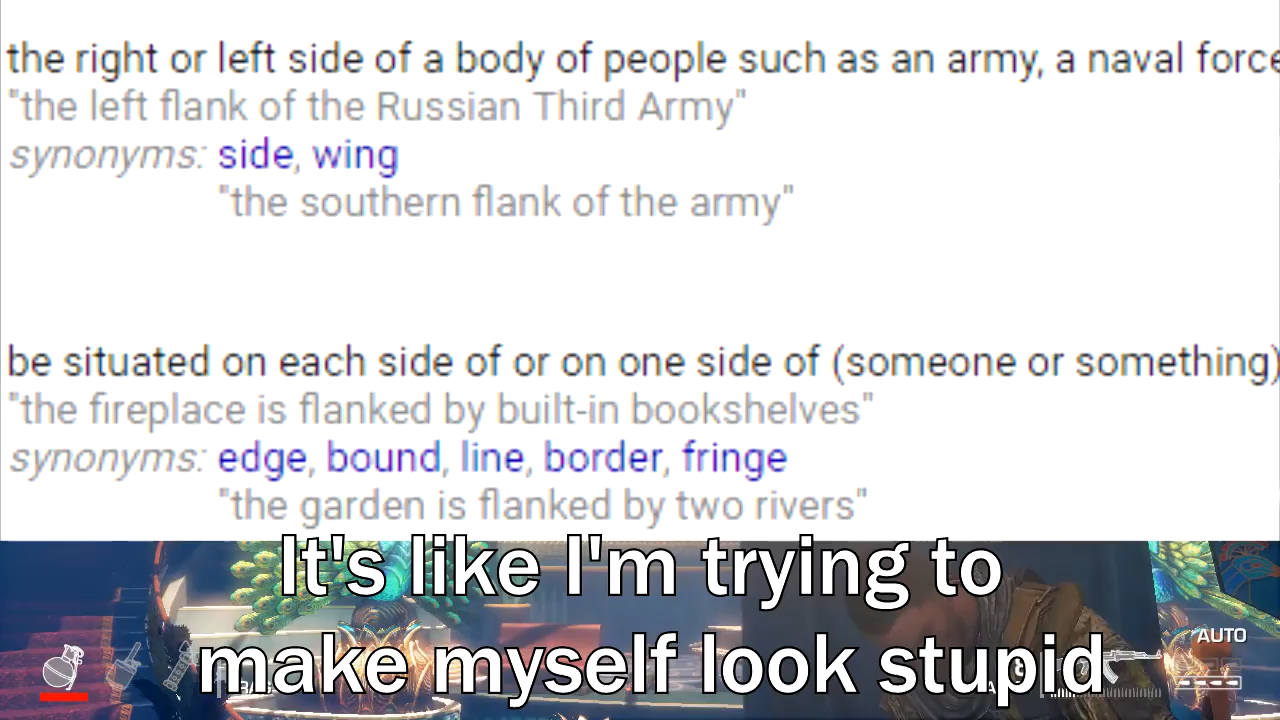 the right or left side of a body of people such as an army, a naval force
"the left flank of the Russian Third Army"
synonyms: side, wing
"the southern flank of the army"
be situated on each side of or on one side of (someone or something)
"the fireplace is flanked by built-in bookshelves"
synonyms: edge, bound, line, border, fringe
"the garden is flanked by two rivers"
It's like I'm trying to
make myself look stupid
AUTO